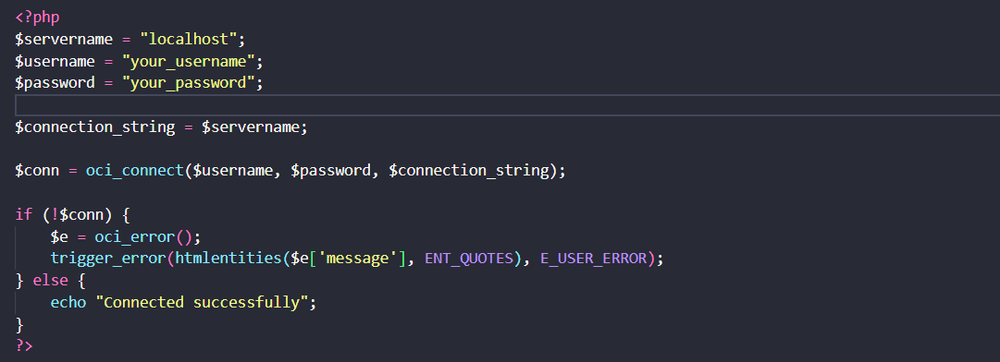 <?php
$servername = "localhost";
$username = "your_username";
$password = "your_password";
$connection_string = $servername;
$conn = oci_connect($username, $password, $connection_string);
if (!$conn) {
    $e = oci_error();
    trigger_error(htmlentities($e['message'], ENT_QUOTES), E_USER_ERROR);
} else {
    echo "Connected successfully";
}
?>